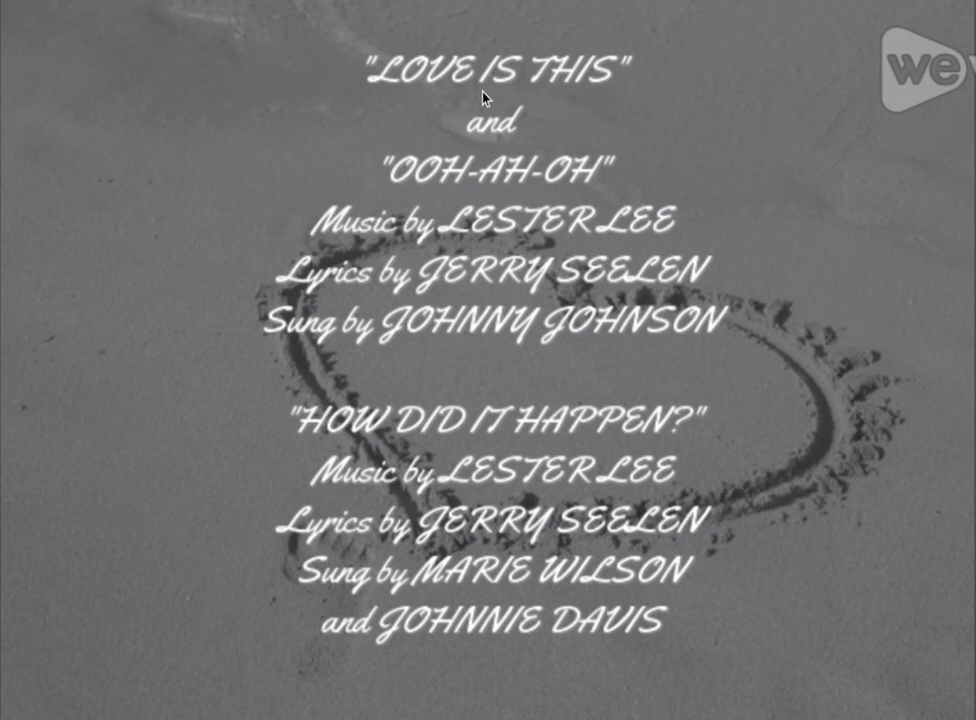 "LOVE IS THIS"
and
"OOH-AH-OH"
Music by LESTER LEE
Lyrics by JERRY SEELEN
Sung by JOHNNY JOHNSON
"HOW DID IT HAPPEN?"
Music by LESTER LEE
Lyrics by JERRY SEELEN
Sung by MARIE WILSON
and JOHNNIE DAVIS
we